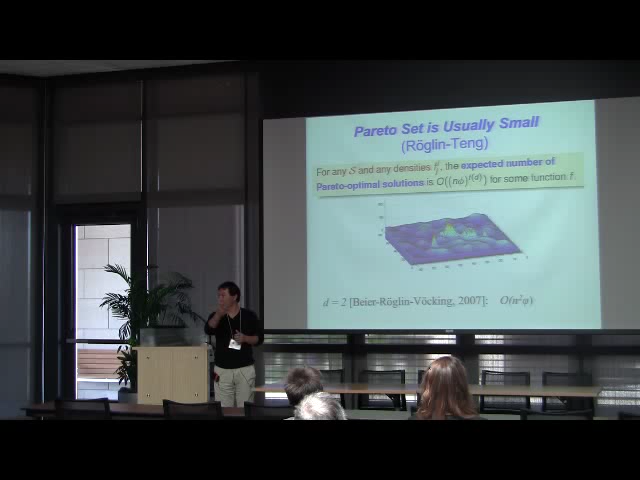 Pareto Set is Usually Small
(Röglin-Teng)
For any S and any densities f_j^i, the expected number of
Pareto-optimal solutions is O((nϕ)^f(d)) for some function f.
d = 2 [Beier-Röglin-Vöcking, 2007]: O(n²φ)